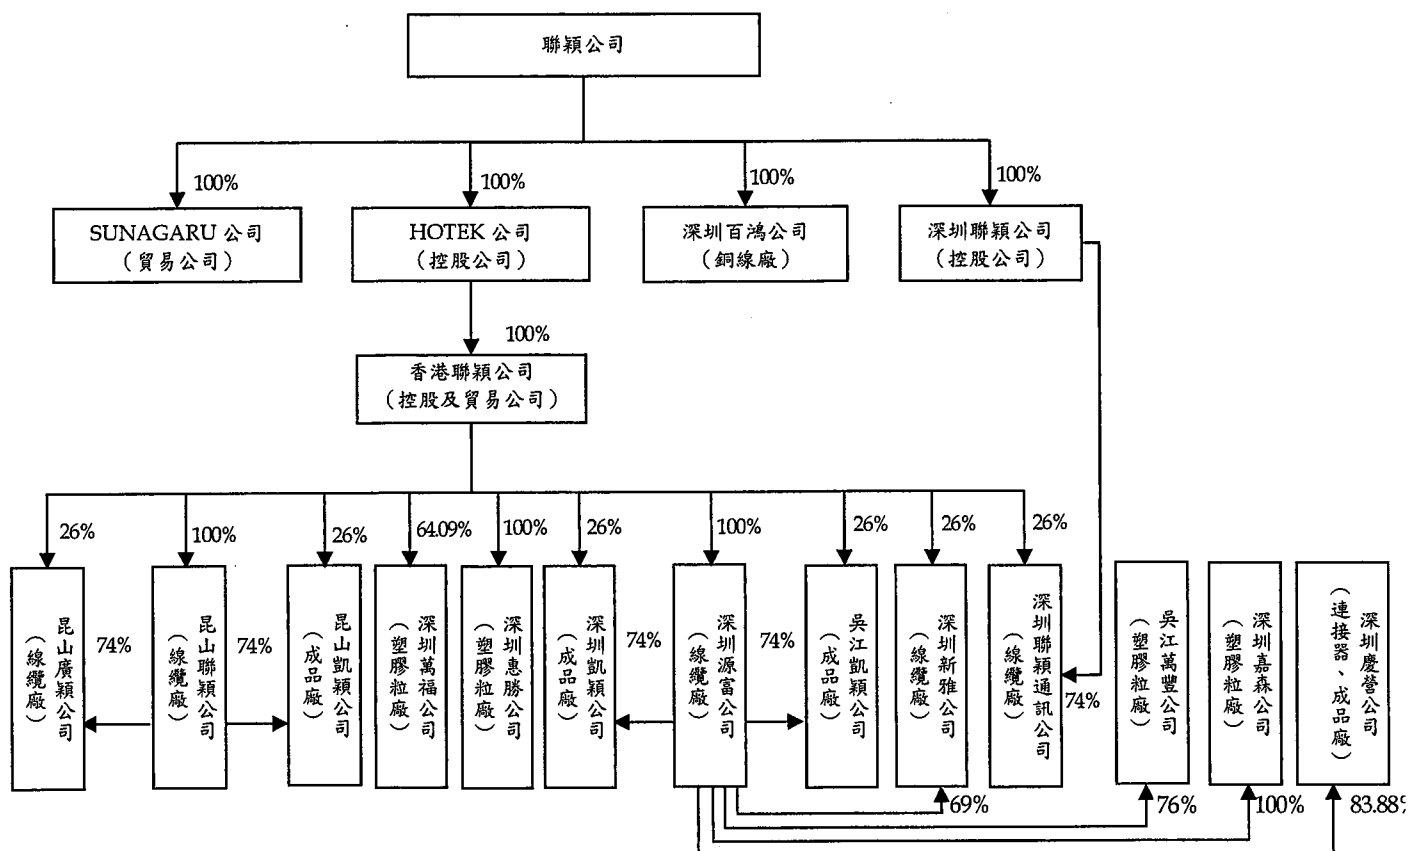 聯穎公司
100%
100%
100%
100%
SUNAGARU 公司
(貿易公司)
HOTEK 公司
(控股公司)
深圳百鴻公司
(銅線廠)
深圳聯穎公司
(控股公司)
100%
香港聯穎公司
(控股及貿易公司)
26%
100%
26%
64.09%
100%
26%
100%
26%
26%
26%
昆山廣穎公司
(線纜廠)
74%
昆山聯穎公司
(線纜廠)
74%
昆山凱穎公司
(成品廠)
深圳萬福公司
(塑膠粒廠)
深圳惠勝公司
(塑膠粒廠)
深圳凱穎公司
(成品廠)
74%
深圳源富公司
(線纜廠)
74%
吳江凱穎公司
(成品廠)
深圳新雅公司
(線纜廠)
深圳聯穎通訊公司
(線纜廠)
74%
吳江萬豐公司
(塑膠粒廠)
深圳嘉森公司
(塑膠粒廠)
深圳慶營公司
(連接器、成品廠)
69%
76%
100%
83.88%